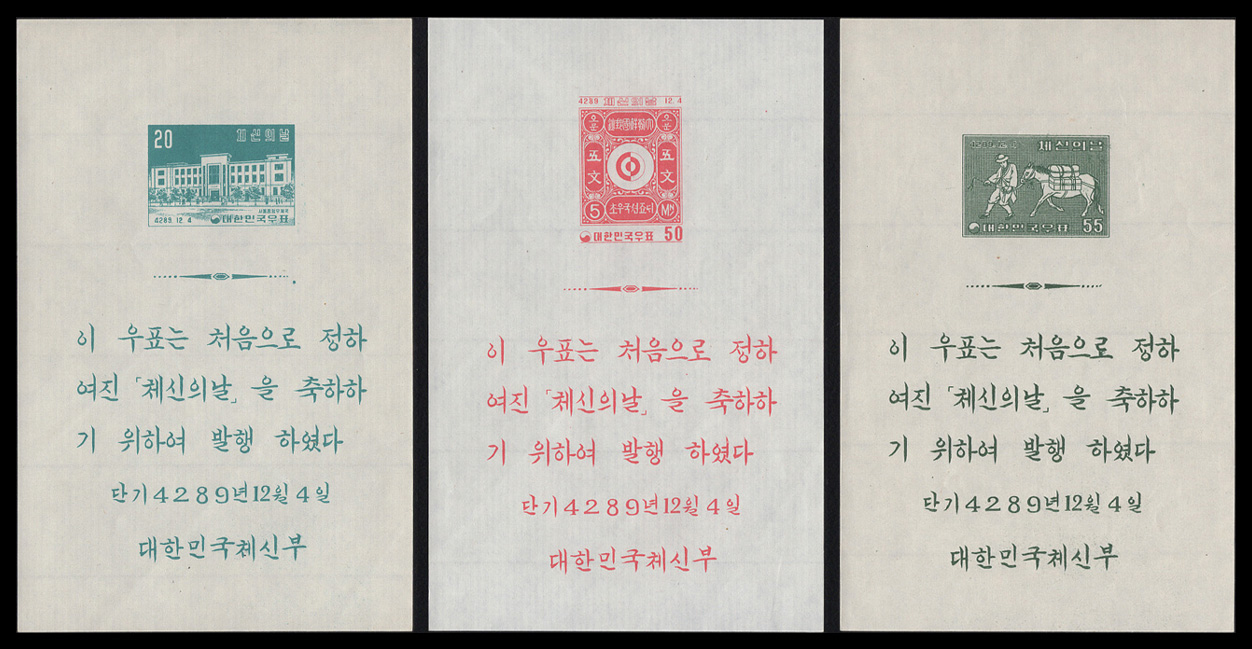 20
체신의날
4289.12.4
대한민국우표
이 우표는 처음으로 정하
여진 「체신의날」을 축하하
기 위하여 발행 하였다
단기4289년12월4일
대한민국체신부
4289 체신의날 12.4
오문
五文
五文
5
Mn
대한민국우표 50
이 우표는 처음으로 정하
여진 「체신의날」을 축하하
기 위하여 발행 하였다
단기4289년12월4일
대한민국체신부
체신의날
대한민국우표 55
이 우표는 처음으로 정하
여진 「체신의날」을 축하하
기 위하여 발행 하였다
단기4289년12월4일
대한민국체신부